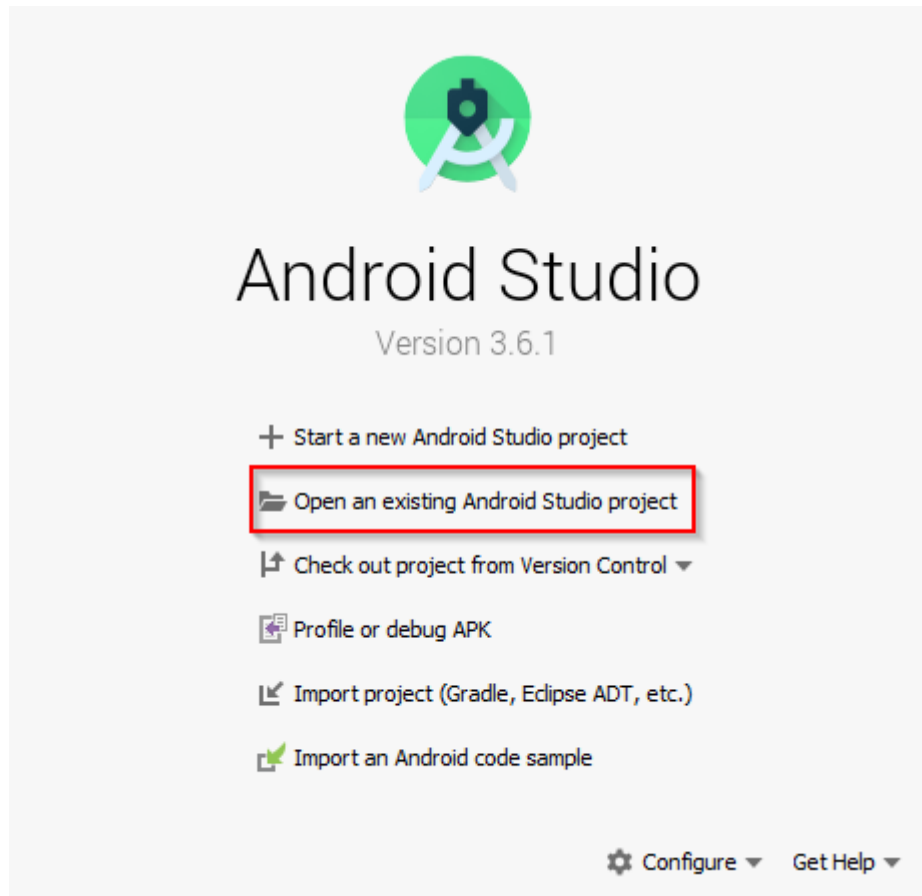 Android Studio
Version 3.6.1
Start a new Android Studio project
Open an existing Android Studio project
Check out project from Version Control
Profile or debug APK
Import project (Gradle, Eclipse ADT, etc.)
Import an Android code sample
Configure Get Help